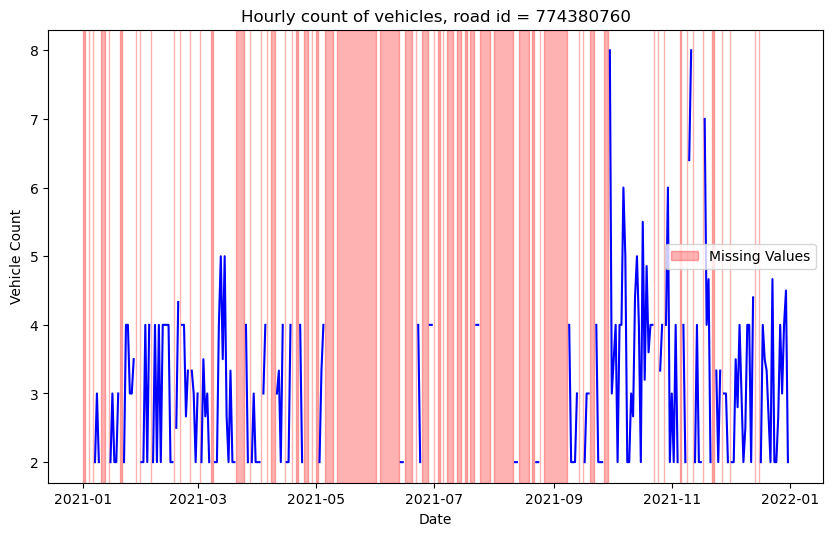 Hourly count of vehicles, road id = 774380760
8
7
6
5
4
3
2
Vehicle Count
Missing Values
2021-01 2021-03 2021-05 2021-07 2021-09 2021-11 2022-01
Date